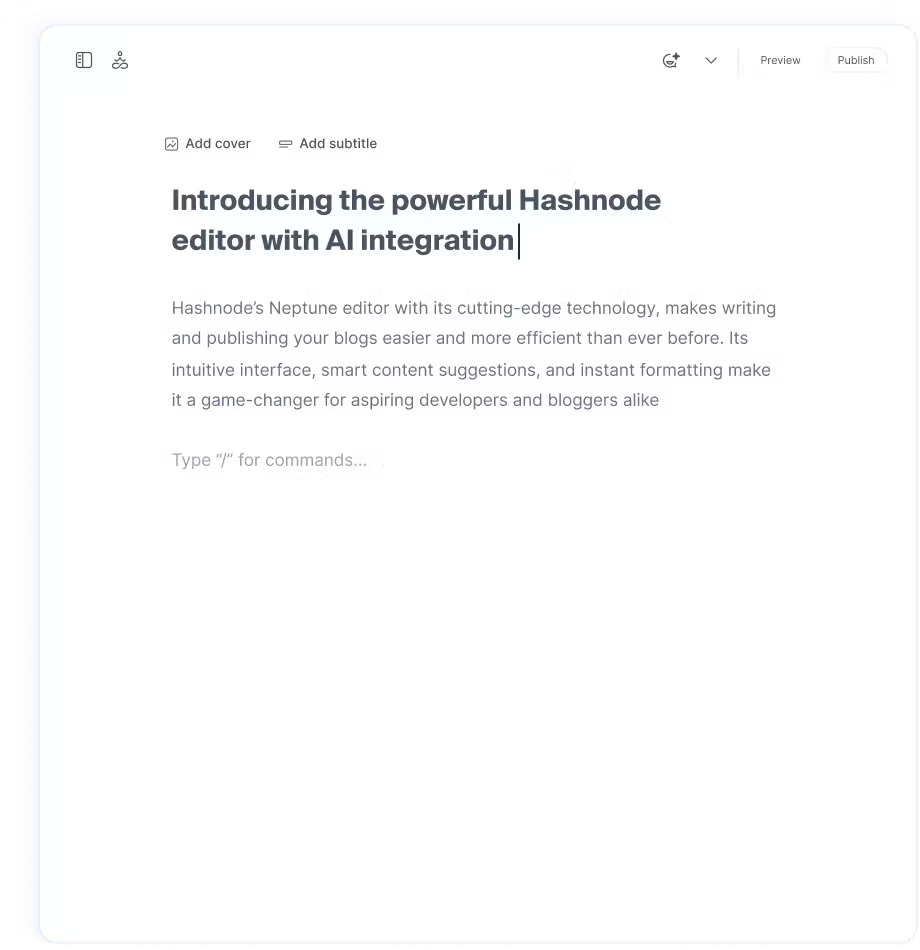 Preview
Publish
Add cover
Add subtitle
Introducing the powerful Hashnode
editor with AI integration
Hashnode’s Neptune editor with its cutting-edge technology, makes writing
and publishing your blogs easier and more efficient than ever before. Its
intuitive interface, smart content suggestions, and instant formatting make
it a game-changer for aspiring developers and bloggers alike
Type “/” for commands...